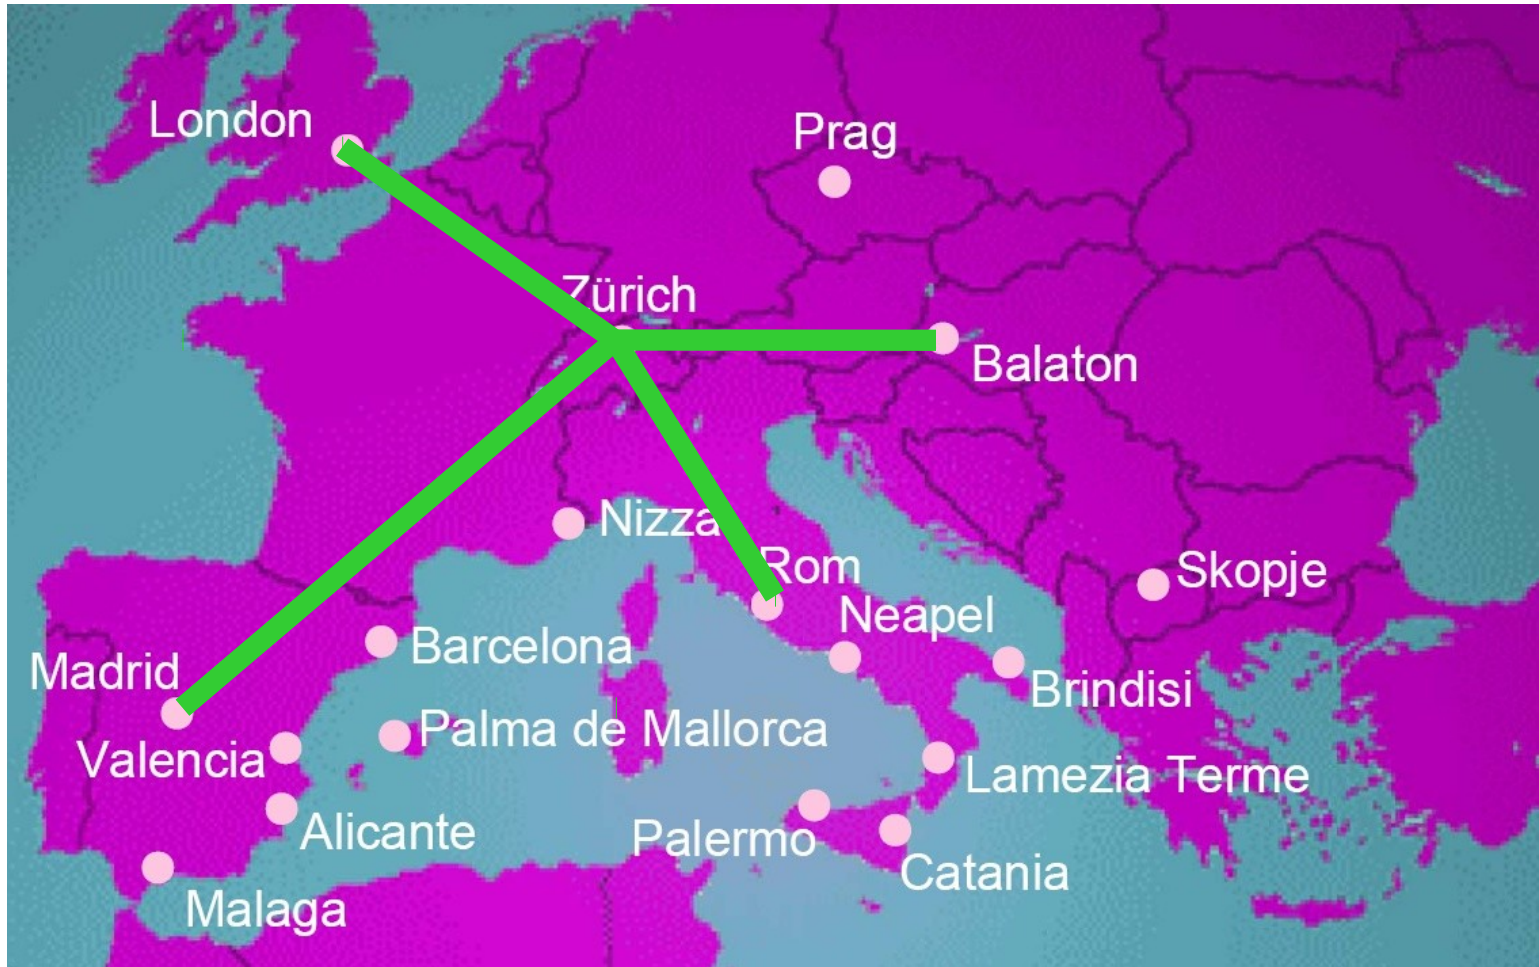 London
Prag
Zürich
Balaton
Nizza
Rom
Skopje
Neapel
Barcelona
Madrid
Brindisi
Palma de Mallorca
Valencia
Lamezia Terme
Alicante
Palermo
Catania
Malaga